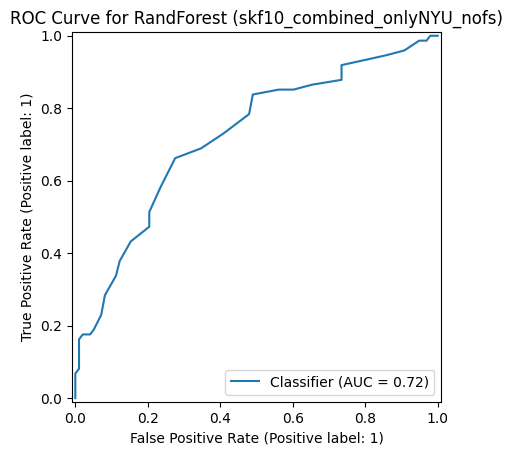 ROC Curve for RandForest (skf10_combined_onlyNYU_nofs)
1.0
0.8
0.6
0.4
0.2
0.0
True Positive Rate (Positive label: 1)
Classifier (AUC = 0.72)
0.0 0.2 0.4 0.6 0.8 1.0
False Positive Rate (Positive label: 1)